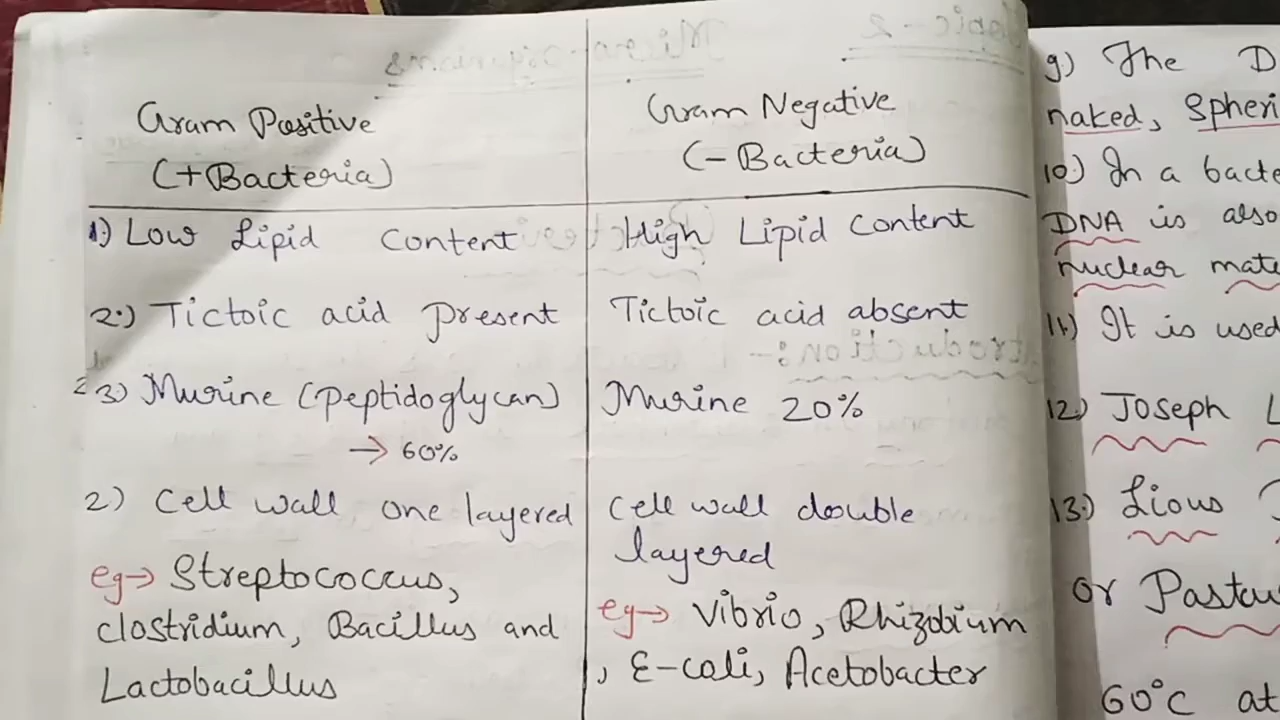 Gram Positive
(+Bacteria)
1) Low Lipid content
2.) Tictoic acid present
3) Murine (Peptidoglycan)
→ 60%
2) Cell wall one layered
eg→ Streptococcus,
Clostridium, Bacillus and
Lactobacillus
Gram Negative
(-Bacteria)
High Lipid content
Tictoic acid absent
Murine 20%
Cell wall double
layered
eg→ Vibrio, Rhizobium
, E-coli, Acetobacter
9) The D
naked, Spheri
10.) In a bacte
DNA is also
nuclear mate
11.) It is used
12.) Joseph L
13.) Lious
or Pasteu
60°c at